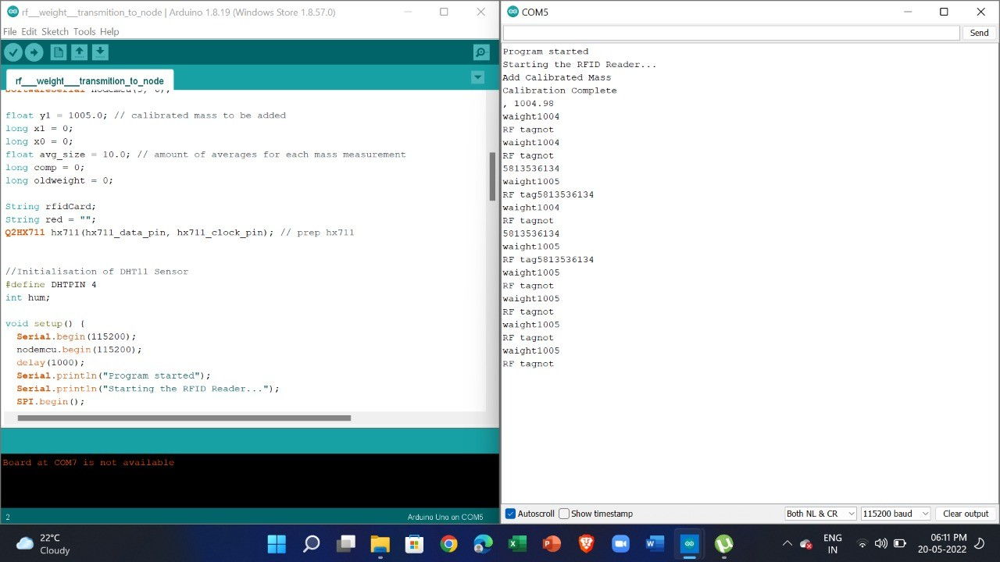 rf__weight__transmition_to_node | Arduino 1.8.19 (Windows Store 1.8.57.0)
File Edit Sketch Tools Help
rf__weight__transmition_to_node
SoftwareSerial nodemcu(5, 6);
float y1 = 1005.0; // calibrated mass to be added
long x1 = 0;
long x0 = 0;
float avg_size = 10.0; // amount of averages for each mass measurement
long comp = 0;
long oldweight = 0;
String rfidCard;
String red = "";
Q2HX711 hx711(hx711_data_pin, hx711_clock_pin); // prep hx711
//Initialisation of DHT11 Sensor
#define DHTPIN 4
int hum;
void setup() {
Serial.begin(115200);
nodemcu.begin(115200);
delay(1000);
Serial.println("Program started");
Serial.println("Starting the RFID Reader...");
SPI.begin();
Board at COM7 is not available
2
Arduino Uno on COM5
COM5
Send
Program started
Starting the RFID Reader...
Add Calibrated Mass
Calibration Complete
, 1004.98
waight1004
RF tagnot
waight1004
RF tagnot
5813536134
waight1005
RF tag5813536134
waight1004
RF tagnot
5813536134
waight1005
RF tag5813536134
waight1005
RF tagnot
waight1005
RF tagnot
waight1005
RF tagnot
waight1005
RF tagnot
Autoscroll Show timestamp Both NL & CR 115200 baud Clear output
22°C
Cloudy
ENG
IN
06:11 PM
20-05-2022